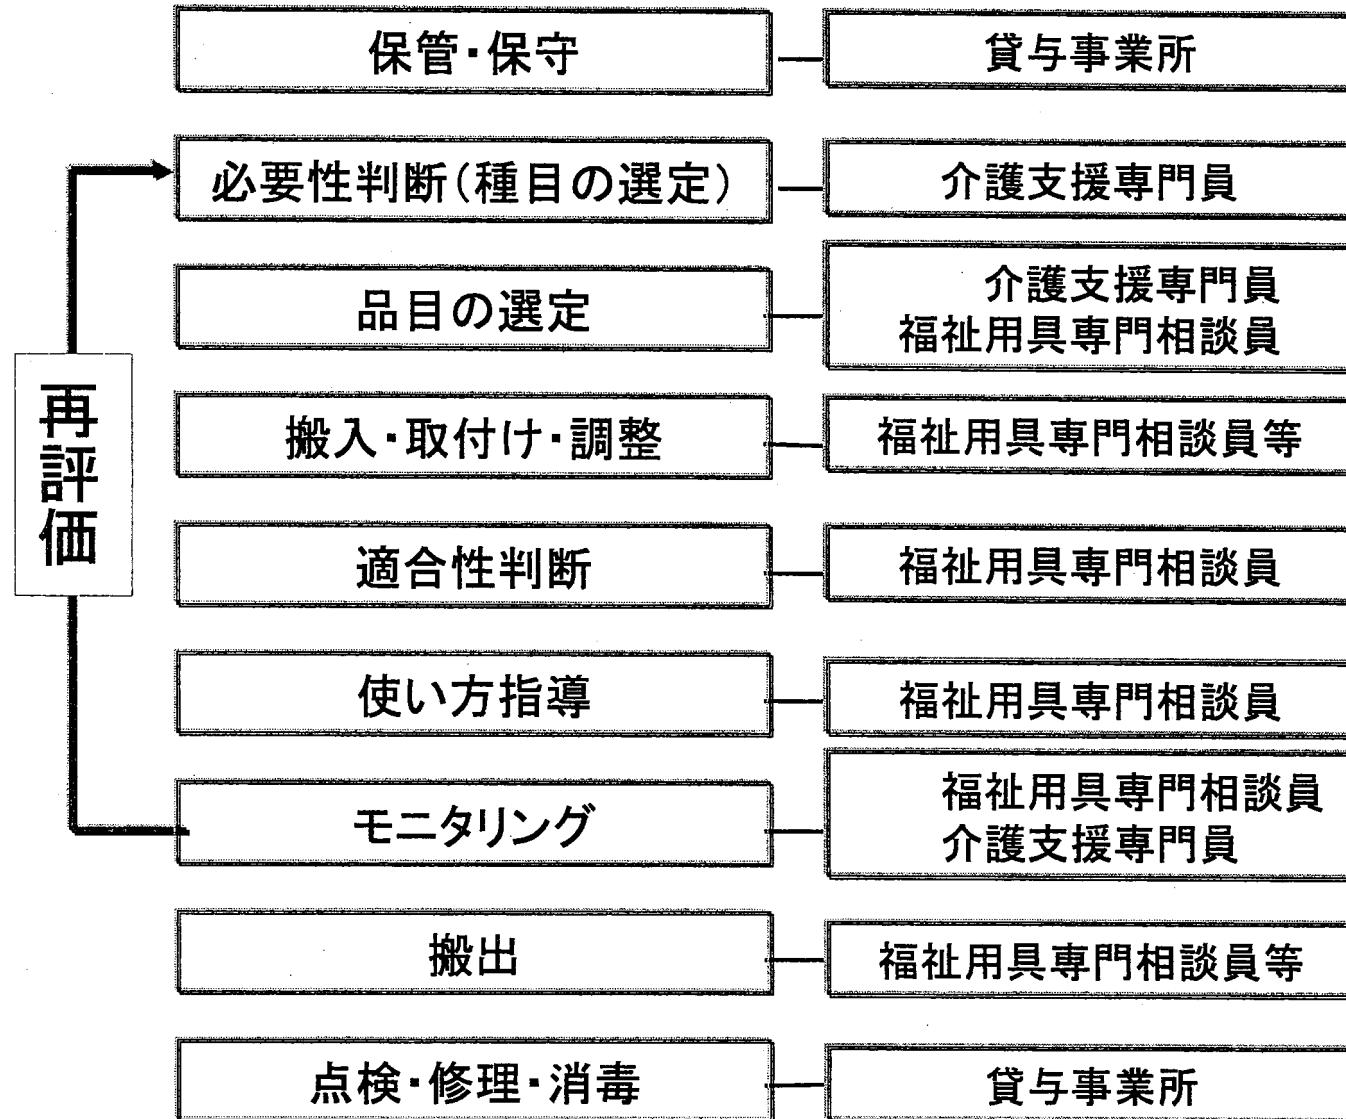 保管・保守
貸与事業所
必要性判断(種目の選定)
介護支援専門員
品目の選定
介護支援専門員
福祉用具専門相談員
搬入・取付け・調整
福祉用具専門相談員等
再評価
適合性判断
福祉用具専門相談員
使い方指導
福祉用具専門相談員
モニタリング
福祉用具専門相談員
介護支援専門員
搬出
福祉用具専門相談員等
点検・修理・消毒
貸与事業所